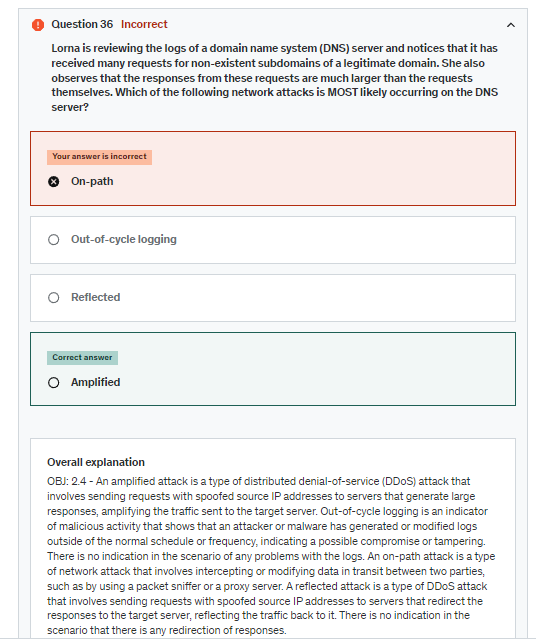 Question 36 Incorrect
Lorna is reviewing the logs of a domain name system (DNS) server and notices that it has
received many requests for non-existent subdomains of a legitimate domain. She also
observes that the responses from these requests are much larger than the requests
themselves. Which of the following network attacks is MOST likely occurring on the DNS
server?
Your answer is incorrect
On-path
Out-of-cycle logging
Reflected
Correct answer
Amplified
Overall explanation
OBJ: 2.4 - An amplified attack is a type of distributed denial-of-service (DDoS) attack that
involves sending requests with spoofed source IP addresses to servers that generate large
responses, amplifying the traffic sent to the target server. Out-of-cycle logging is an indicator
of malicious activity that shows that an attacker or malware has generated or modified logs
outside of the normal schedule or frequency, indicating a possible compromise or tampering.
There is no indication in the scenario of any problems with the logs. An on-path attack is a type
of network attack that involves intercepting or modifying data in transit between two parties,
such as by using a packet sniffer or a proxy server. A reflected attack is a type of DDoS attack
that involves sending requests with spoofed source IP addresses to servers that redirect the
responses to the target server, reflecting the traffic back to it. There is no indication in the
scenario that there is any redirection of responses.